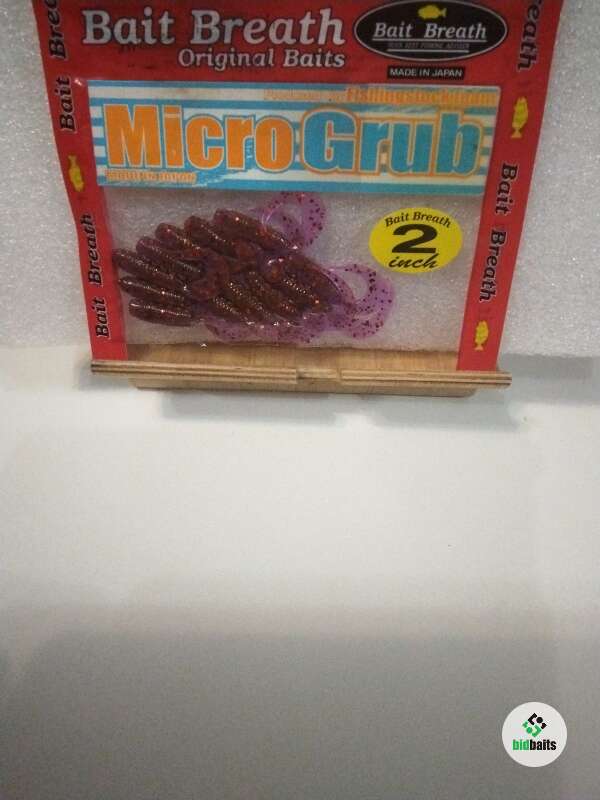 Bait Breath
Original Baits
Bait Breath
MADE IN JAPAN
Micro Grub
Bait Breath
2
inch
Bait Breath
Bait Breath
bidbaits